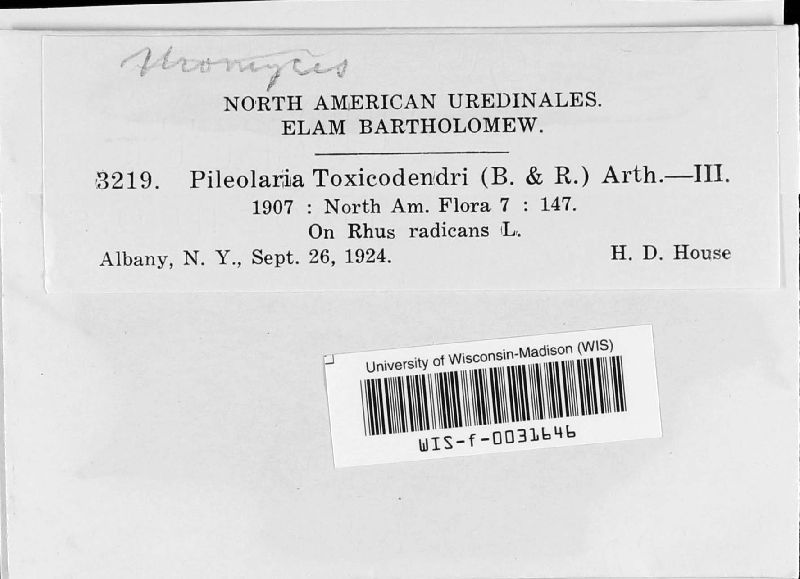 Uromyces
NORTH AMERICAN UREDINALES.
ELAM BARTHOLOMEW.
3219. Pileolaria Toxicodendri (B. & R.) Arth.—III.
1907 : North Am. Flora 7 : 147.
On Rhus radicans L.
Albany, N. Y., Sept. 26, 1924. H. D. House
University of Wisconsin-Madison (WIS)
WIS-f-0031646